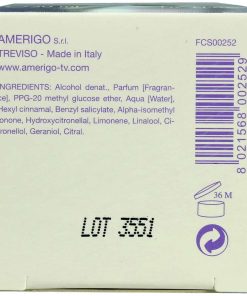 AMERIGO S.r.l.
TREVISO - Made in Italy
www.amerigo-tv.com
FCS00252
INGREDIENTS: Alcohol denat., Parfum [Fragran-
ce], PPG-20 methyl glucose ether, Aqua [Water],
Hexyl cinnamal, Benzyl salicylate, Alpha-isomethyl
ionone, Hydroxycitronellal, Limonene, Linalool, Ci-
tronellol, Geraniol, Citral.
8 021568 002529
36 M
LOT 3551